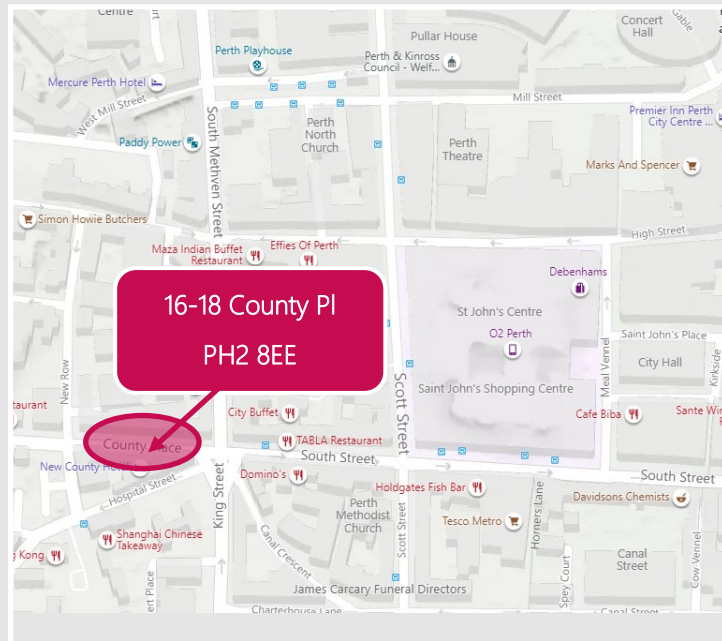 Centre
Concert
Hall
Pullar House
Perth Playhouse
Perth & Kinross
Council - Welf...
Mercure Perth Hotel
West Mill Street
Mill Street
Premier Inn Perth
City Centre ...
South Methven Street
Perth
North
Church
Paddy Power
Perth
Theatre
Marks And Spencer
Simon Howie Butchers
High Street
Maza Indian Buffet
Restaurant
Effies Of Perth
Debenhams
16-18 County Pl
PH2 8EE
St John's Centre
O2 Perth
Saint John's Place
City Hall
Meal Vennel
Kirkside
New Row
Scott Street
Saint John's Shopping Centre
taurant
City Buffet
Cafe Biba
Sante Wi
County Place
TABLA Restaurant
South Street
New County Hotel
Hospital Street
King Street
Domino's
South Street
Holdgates Fish Bar
Davidsons Chemists
Perth
Methodist
Church
Scott Street
Tesco Metro
Horners Lane
Shanghai Chinese
Takeaway
Kong
Canal Crescent
Canal
Street
Spey Court
Cow Vennel
ert Place
James Carcary Funeral Directors
Charterhouse Lane
Canal Street